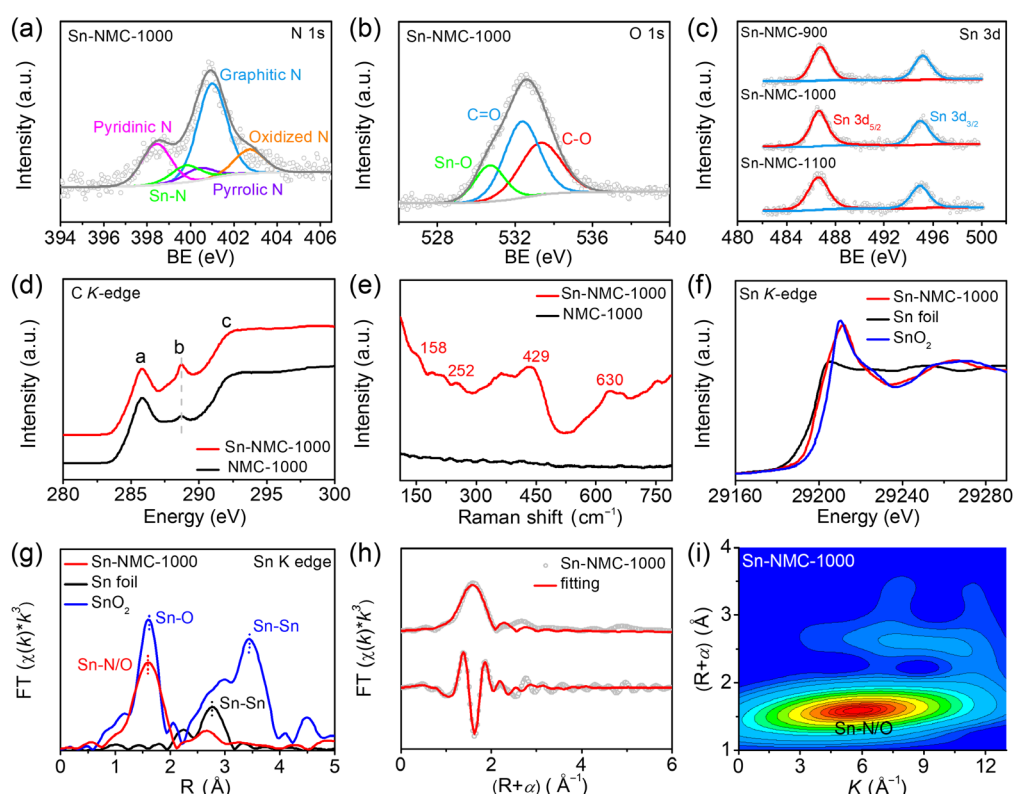 (a)
Sn-NMC-1000
N 1s
Graphitic N
Pyridinic N
Oxidized N
Sn-N
Pyrrolic N
Intensity (a.u.)
394 396 398 400 402 404 406
BE (eV)
(b)
Sn-NMC-1000
O 1s
C=O
C-O
Sn-O
Intensity (a.u.)
528 532 536 540
BE (eV)
(c)
Sn-NMC-900
Sn 3d
Sn-NMC-1000
Sn 3d5/2
Sn 3d3/2
Sn-NMC-1100
Intensity (a.u.)
480 484 488 492 496 500
BE (eV)
(d)
C K-edge
a
b
c
Sn-NMC-1000
NMC-1000
Intensity (a.u.)
280 285 290 295 300
Energy (eV)
(e)
Sn-NMC-1000
NMC-1000
158
252
429
630
Intensity (a.u.)
150 300 450 600 750
Raman shift (cm−1)
(f)
Sn K-edge
Sn-NMC-1000
Sn foil
SnO2
Intensity (a.u.)
29160 29200 29240 29280
Energy (eV)
(g)
Sn-NMC-1000
Sn foil
SnO2
Sn K edge
Sn-O
Sn-Sn
Sn-N/O
Sn-Sn
FT (χ(k)*k3)
0 1 2 3 4 5
R (Å)
(h)
Sn-NMC-1000
fitting
FT (χ(k)*k3)
0 2 4 6
(R+α) (Å−1)
(i)
Sn-NMC-1000
Sn-N/O
(R+α) (Å)
4
3
2
1
0 3 6 9 12
K (Å−1)